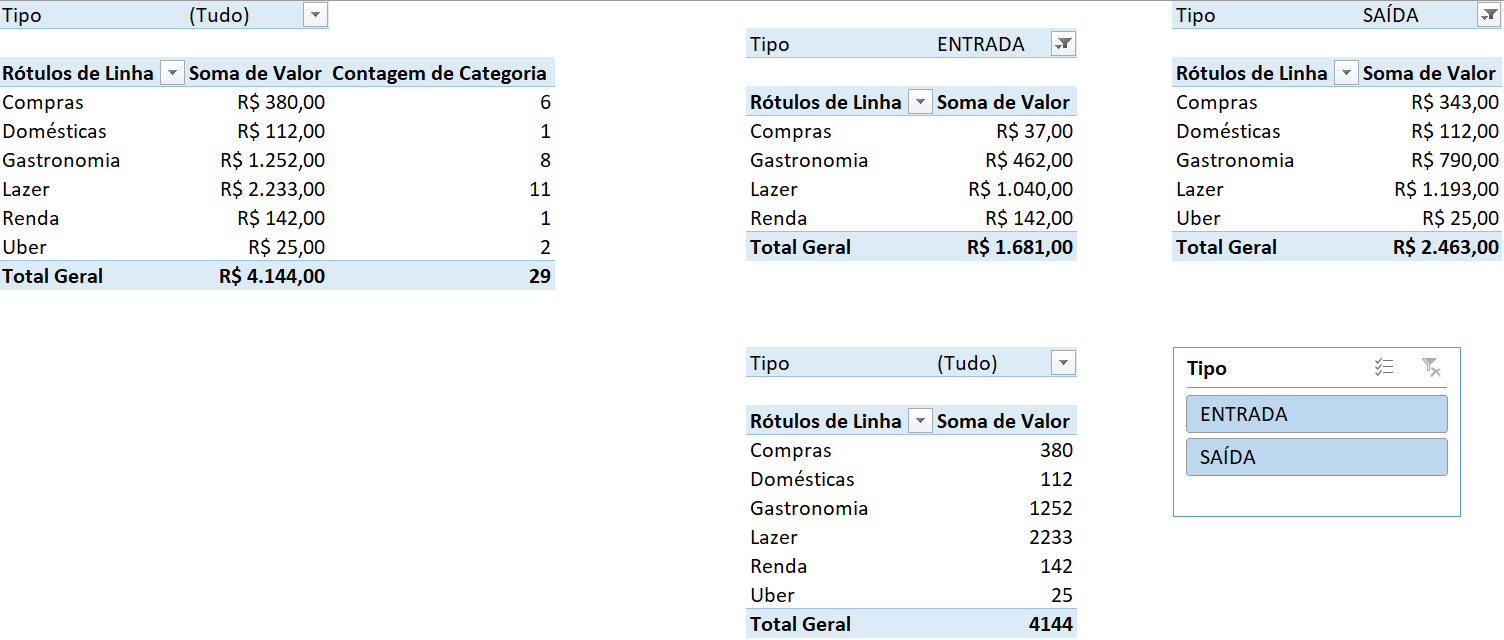 Tipo (Tudo)
Rótulos de Linha Soma de Valor Contagem de Categoria
Compras R$ 380,00 6
Domésticas R$ 112,00 1
Gastronomia R$ 1.252,00 8
Lazer R$ 2.233,00 11
Renda R$ 142,00 1
Uber R$ 25,00 2
Total Geral R$ 4.144,00 29
Tipo ENTRADA
Rótulos de Linha Soma de Valor
Compras R$ 37,00
Gastronomia R$ 462,00
Lazer R$ 1.040,00
Renda R$ 142,00
Total Geral R$ 1.681,00
Tipo SAÍDA
Rótulos de Linha Soma de Valor
Compras R$ 343,00
Domésticas R$ 112,00
Gastronomia R$ 790,00
Lazer R$ 1.193,00
Uber R$ 25,00
Total Geral R$ 2.463,00
Tipo (Tudo)
Rótulos de Linha Soma de Valor
Compras 380
Domésticas 112
Gastronomia 1252
Lazer 2233
Renda 142
Uber 25
Total Geral 4144
Tipo
ENTRADA
SAÍDA